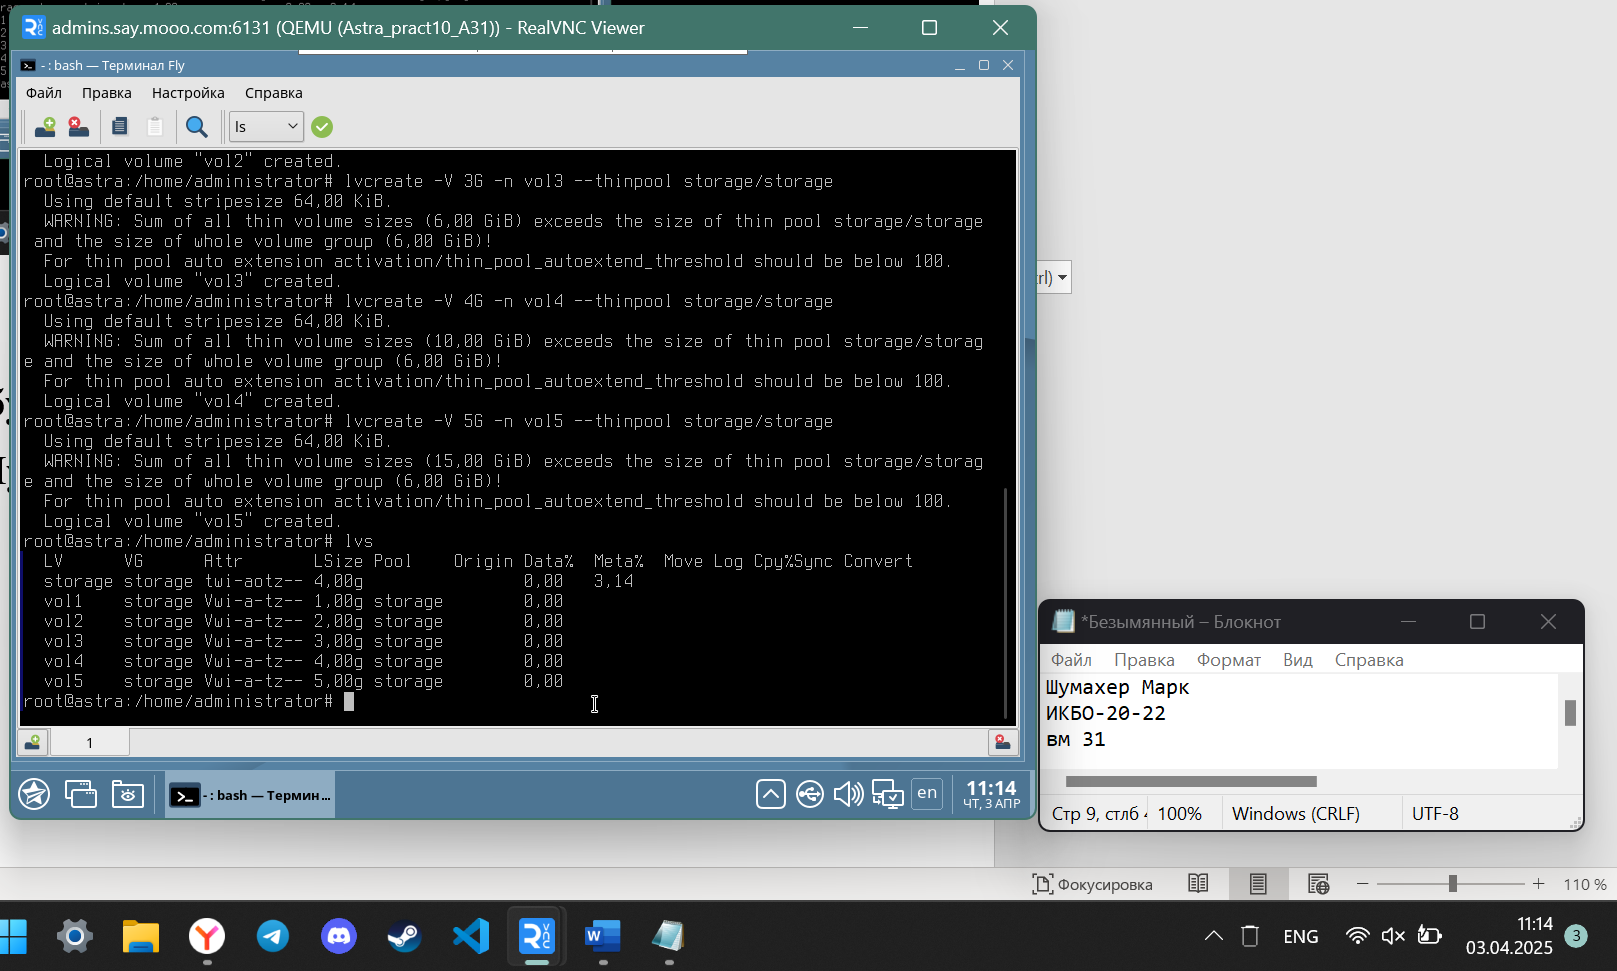 admins.say.mooo.com:6131 (QEMU (Astra_pract10_A31)) - RealVNC Viewer
- : bash — Терминал Fly
Файл Правка Настройка Справка
ls
Logical volume "vol2" created.
root@astra:/home/administrator# lvcreate -V 3G -n vol3 --thinpool storage/storage
Using default stripesize 64,00 KiB.
WARNING: Sum of all thin volume sizes (6,00 GiB) exceeds the size of thin pool storage/storage
and the size of whole volume group (6,00 GiB)!
For thin pool auto extension activation/thin_pool_autoextend_threshold should be below 100.
Logical volume "vol3" created.
root@astra:/home/administrator# lvcreate -V 4G -n vol4 --thinpool storage/storage
Using default stripesize 64,00 KiB.
WARNING: Sum of all thin volume sizes (10,00 GiB) exceeds the size of thin pool storage/storag
e and the size of whole volume group (6,00 GiB)!
For thin pool auto extension activation/thin_pool_autoextend_threshold should be below 100.
Logical volume "vol4" created.
root@astra:/home/administrator# lvcreate -V 5G -n vol5 --thinpool storage/storage
Using default stripesize 64,00 KiB.
WARNING: Sum of all thin volume sizes (15,00 GiB) exceeds the size of thin pool storage/storag
e and the size of whole volume group (6,00 GiB)!
For thin pool auto extension activation/thin_pool_autoextend_threshold should be below 100.
Logical volume "vol5" created.
root@astra:/home/administrator# lvs
LV VG Attr LSize Pool Origin Data% Meta% Move Log Cpy%Sync Convert
storage storage twi-aotz-- 4,00g 0,00 3,14
vol1 storage Vwi-a-tz-- 1,00g storage 0,00
vol2 storage Vwi-a-tz-- 2,00g storage 0,00
vol3 storage Vwi-a-tz-- 3,00g storage 0,00
vol4 storage Vwi-a-tz-- 4,00g storage 0,00
vol5 storage Vwi-a-tz-- 5,00g storage 0,00
root@astra:/home/administrator#
1
- : bash — Термин...
en
11:14
ЧТ, 3 АПР
rl)
*Безымянный – Блокнот
Файл Правка Формат Вид Справка
Шумахер Марк
ИКБО-20-22
вм 31
Стр 9, стлб 100% Windows (CRLF) UTF-8
Фокусировка 110 %
ENG
11:14
03.04.2025
3